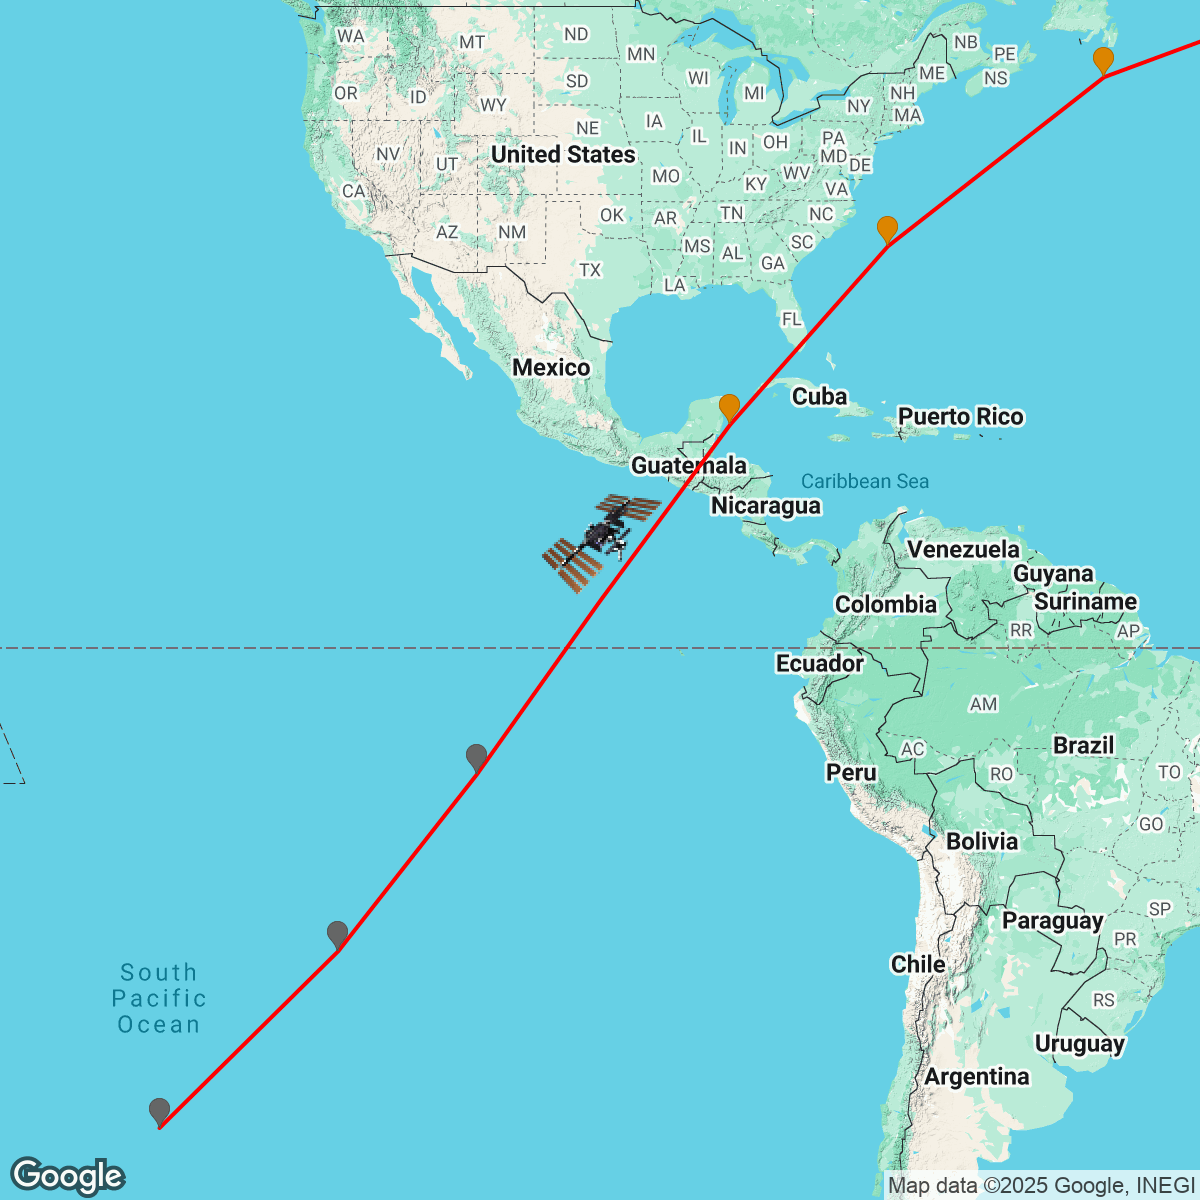 WA
MT
ND
MN
NB
PE
OR
ID
SD
WI
MI
ME
NS
WY
NY
NH
MA
NE
IA
IL
IN
OH
PA
NV
UT
United States
MD
DE
CA
MO
KY
WV
VA
AZ
NM
OK
AR
TN
NC
MS
AL
SC
TX
GA
LA
FL
Mexico
Cuba
Puerto Rico
Guatemala
Caribbean Sea
Nicaragua
Venezuela
Guyana
Colombia
Suriname
RR
AP
Ecuador
AM
AC
Brazil
Peru
RO
TO
GO
Bolivia
SP
Paraguay
PR
Chile
South
Pacific
Ocean
RS
Uruguay
Argentina
Google
Map data ©2025 Google, INEGI